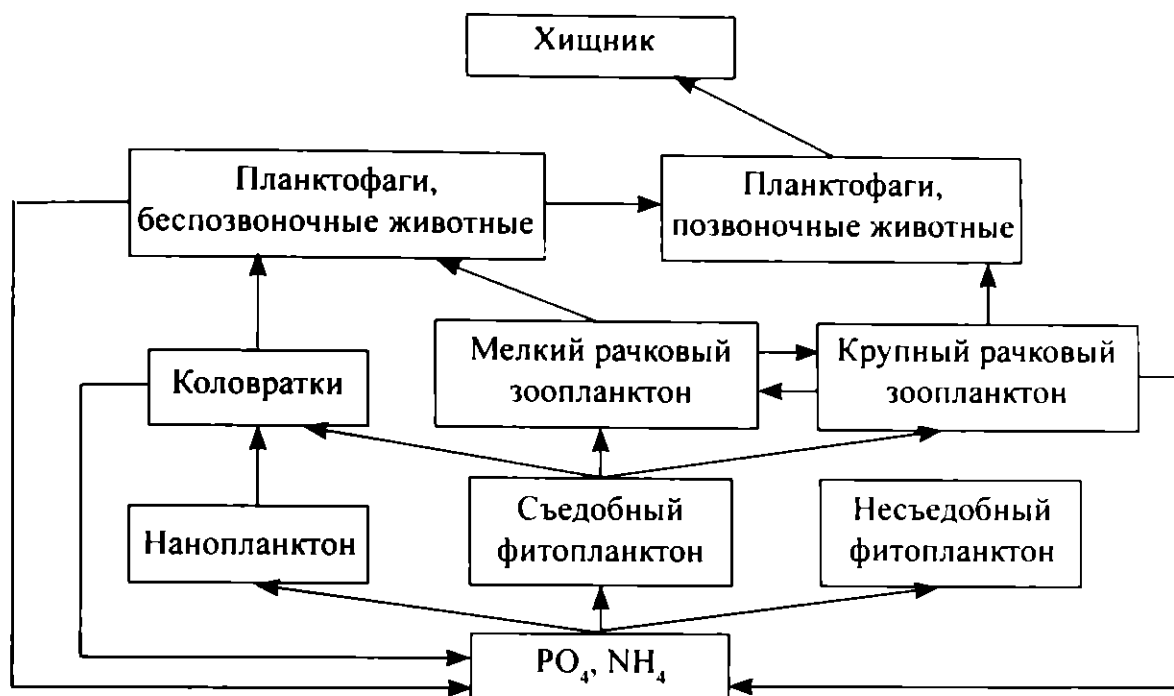 Хищник
Планктофаги,
беспозвоночные животные
Планктофаги,
позвоночные животные
Коловратки
Мелкий рачковый
зоопланктон
Крупный рачковый
зоопланктон
Нанопланктон
Съедобный
фитопланктон
Несъедобный
фитопланктон
PO₄, NH₄